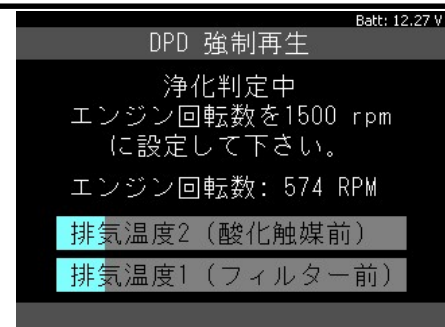 Batt: 12.27 V
DPD 強制再生
浄化判定中
エンジン回転数を1500 rpm
に設定して下さい。
エンジン回転数: 574 RPM
排気温度2（酸化触媒前）
排気温度1（フィルター前）